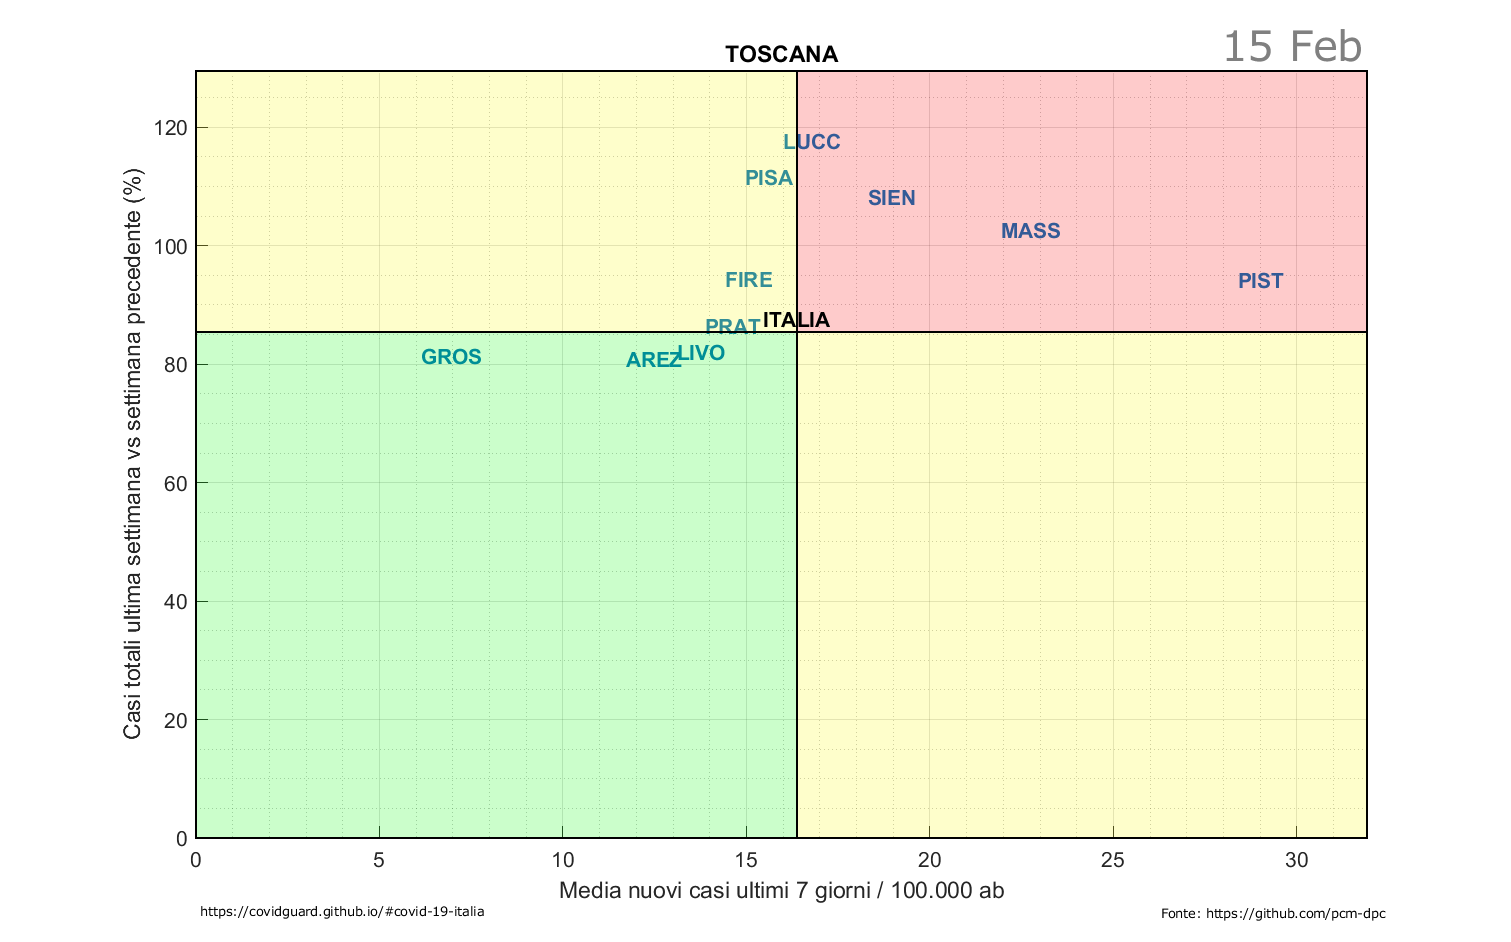 15 Feb
TOSCANA
Casi totali ultima settimana vs settimana precedente (%)
120
100
80
60
40
20
0
LUCC
PISA
SIEN
MASS
FIRE
PIST
ITALIA
PRAT
LIVO
GROS
AREZ
0 5 10 15 20 25 30
Media nuovi casi ultimi 7 giorni / 100.000 ab
https://covidguard.github.io/#covid-19-italia
Fonte: https://github.com/pcm-dpc